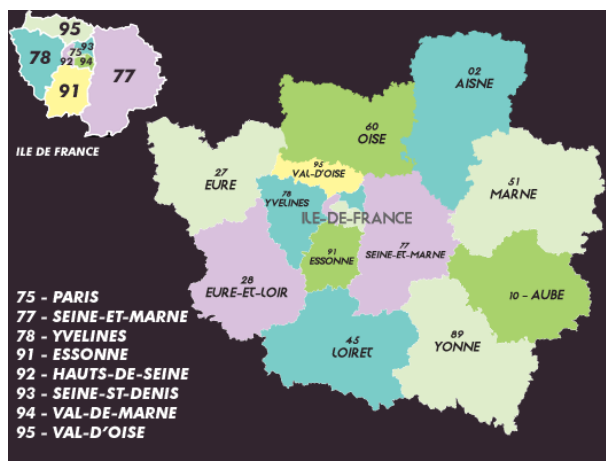 95
78
93
75
92
94
77
91
ILE DE FRANCE
02
AISNE
60
OISE
27
EURE
95
VAL-D'OISE
51
MARNE
78
YVELINES
ILE-DE-FRANCE
91
ESSONNE
77
SEINE-ET-MARNE
28
EURE-ET-LOIR
10 - AUBE
45
LOIRET
89
YONNE
75 - PARIS
77 - SEINE-ET-MARNE
78 - YVELINES
91 - ESSONNE
92 - HAUTS-DE-SEINE
93 - SEINE-ST-DENIS
94 - VAL-DE-MARNE
95 - VAL-D'OISE